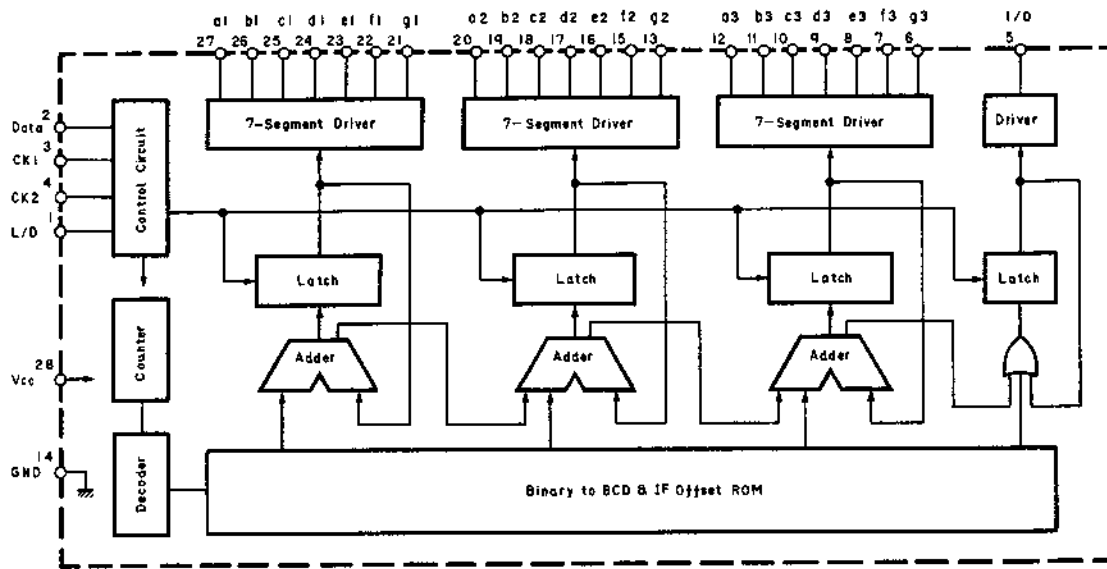 a1 b1 c1 d1 e1 f1 g1 a2 b2 c2 d2 e2 f2 g2 a3 b3 c3 d3 e3 f3 g3 I/O
27 26 25 24 23 22 21 20 19 18 17 16 15 13 12 11 10 9 8 7 6 5
7-Segment Driver 7-Segment Driver 7-Segment Driver Driver
Data 2
CK1 3
CK2 4
L/D 1
Control Circuit
Latch Latch Latch Latch
Counter
Adder Adder Adder
Vcc 28
GND 14
Decoder
Binary to BCD & IF Offset ROM